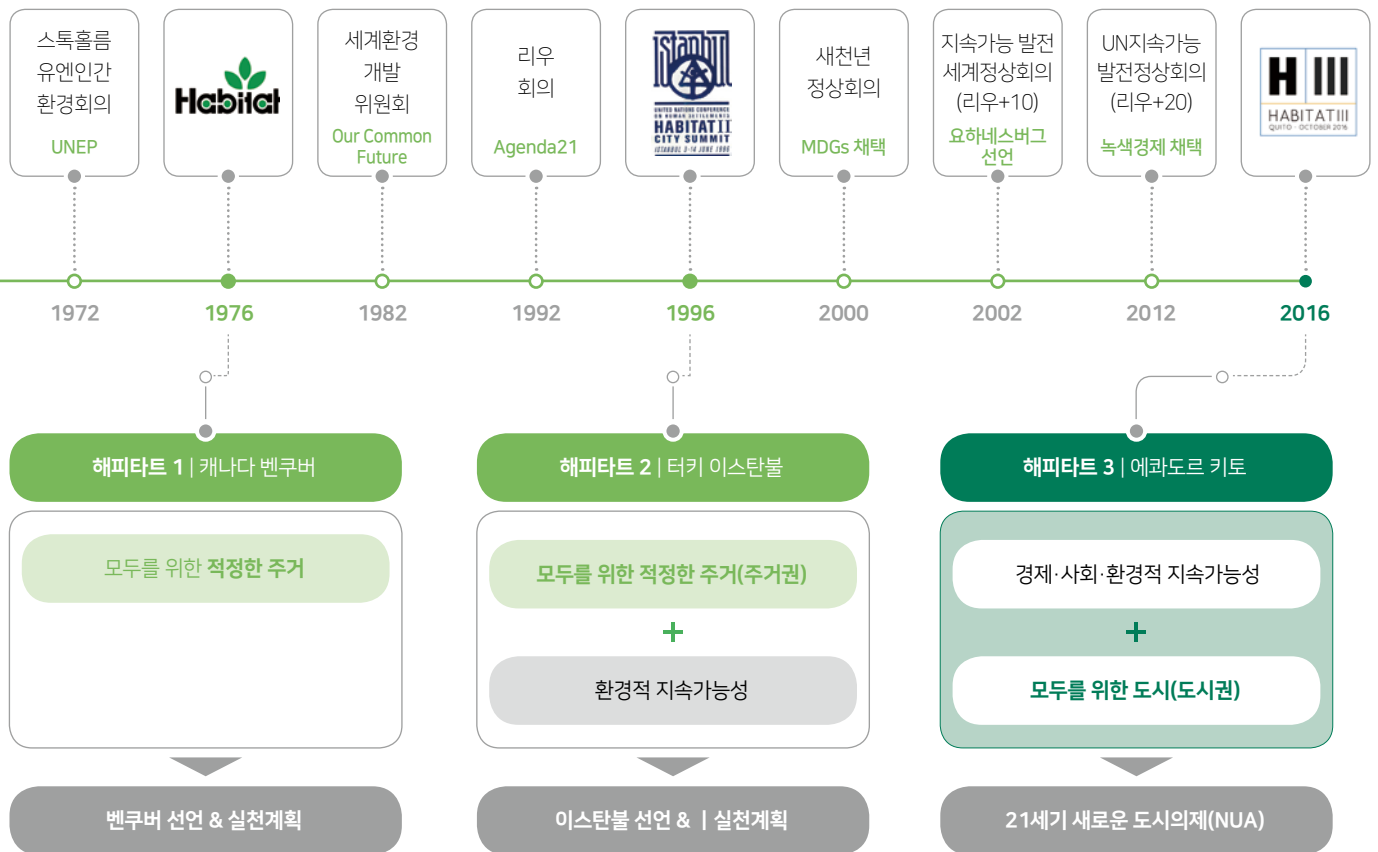 스톡홀름
유엔인간
환경회의
UNEP
Habitat
세계환경
개발
위원회
Our Common
Future
리우
회의
Agenda21
istanbul
UNITED NATIONS CONFERENCE
ON HUMAN SETTLEMENTS
HABITAT II
CITY SUMMIT
ISTANBUL 3-14 JUNE 1996
새천년
정상회의
MDGs 채택
지속가능 발전
세계정상회의
(리우+10)
요하네스버그
선언
UN지속가능
발전정상회의
(리우+20)
녹색경제 채택
H III
HABITAT III
QUITO - OCTOBER 2016
1972
1976
1982
1992
1996
2000
2002
2012
2016
해피타트 1 | 캐나다 벤쿠버
모두를 위한 적정한 주거
벤쿠버 선언 & 실천계획
해피타트 2 | 터키 이스탄불
모두를 위한 적정한 주거(주거권)
+
환경적 지속가능성
이스탄불 선언 & | 실천계획
해피타트 3 | 에콰도르 키토
경제·사회·환경적 지속가능성
+
모두를 위한 도시(도시권)
21세기 새로운 도시의제(NUA)